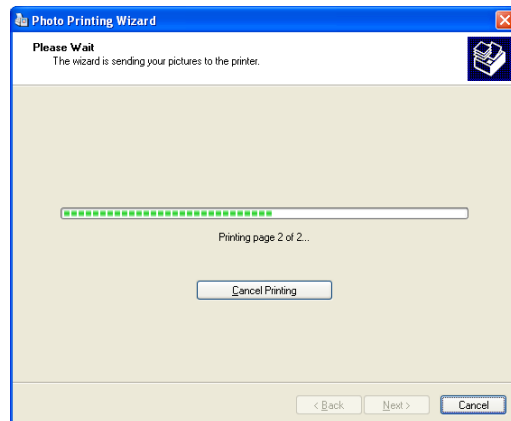 Photo Printing Wizard
Please Wait
The wizard is sending your pictures to the printer.
Printing page 2 of 2...
Cancel Printing
< Back Next > Cancel